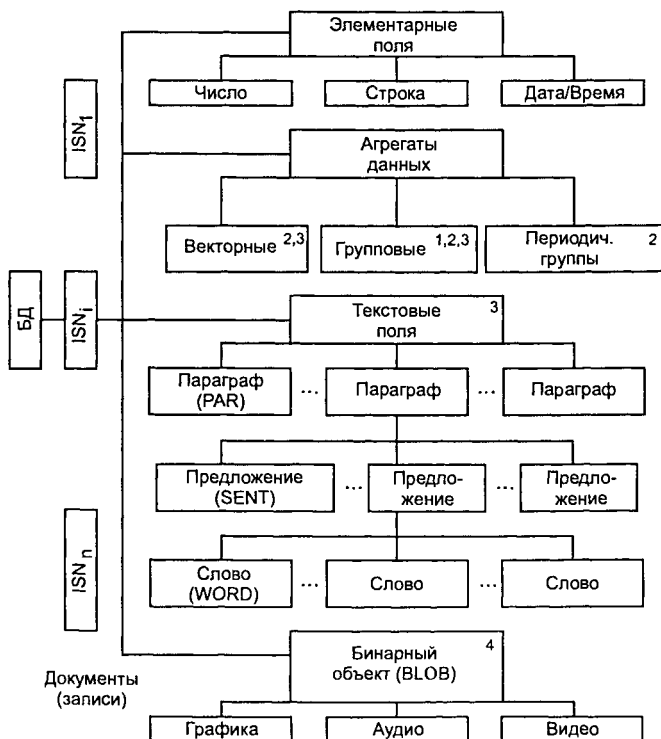 Элементарные
поля
Число
Строка
Дата/Время
ISN1
Агрегаты
данных
Векторные 2,3
Групповые 1,2,3
Периодич. 2
группы
БД
ISNi
Текстовые 3
поля
Параграф
(PAR)
...
Параграф
...
Параграф
Предложение
(SENT)
...
Предло-
жение
...
Предло-
жение
ISNn
Слово
(WORD)
...
Слово
...
Слово
Бинарный 4
объект (BLOB)
Документы
(записи)
Графика
Аудио
Видео